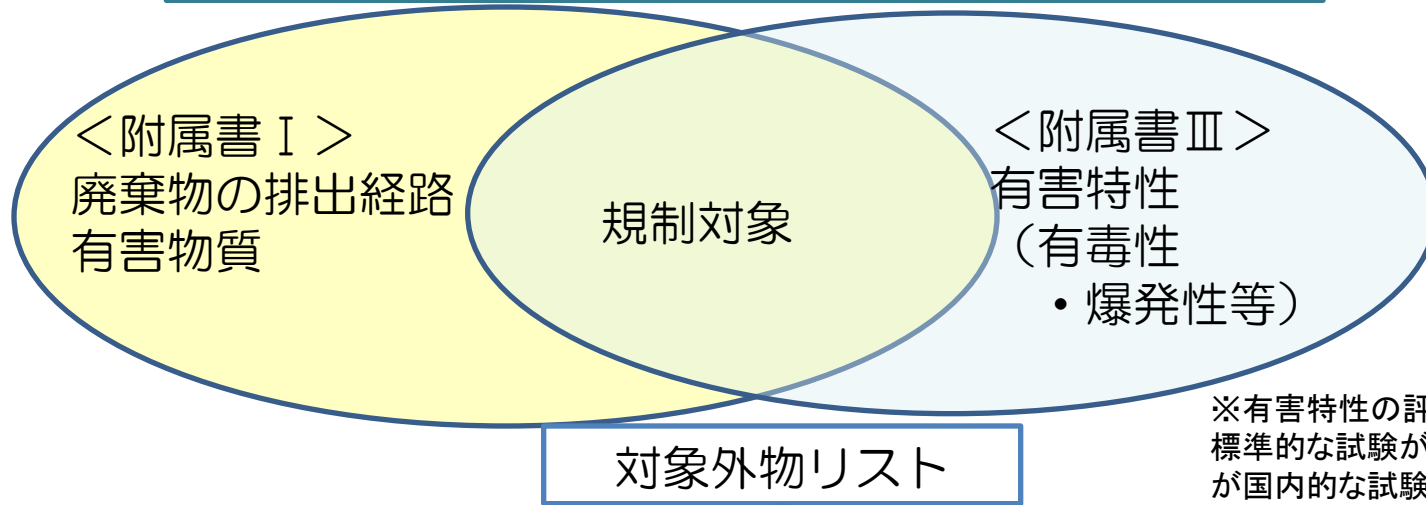 ＜附属書Ⅰ＞
廃棄物の排出経路
有害物質
規制対象
＜附属書Ⅲ＞
有害特性
（有毒性
・爆発性等）
対象外物リスト
※有害特性の評
標準的な試験が
が国内的な試験